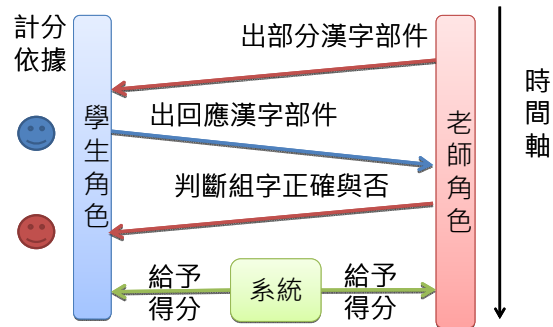 計分
依據
出部分漢字部件
學生角色
出回應漢字部件
老師角色
時間軸
判斷組字正確與否
給予
得分
系統
給予
得分